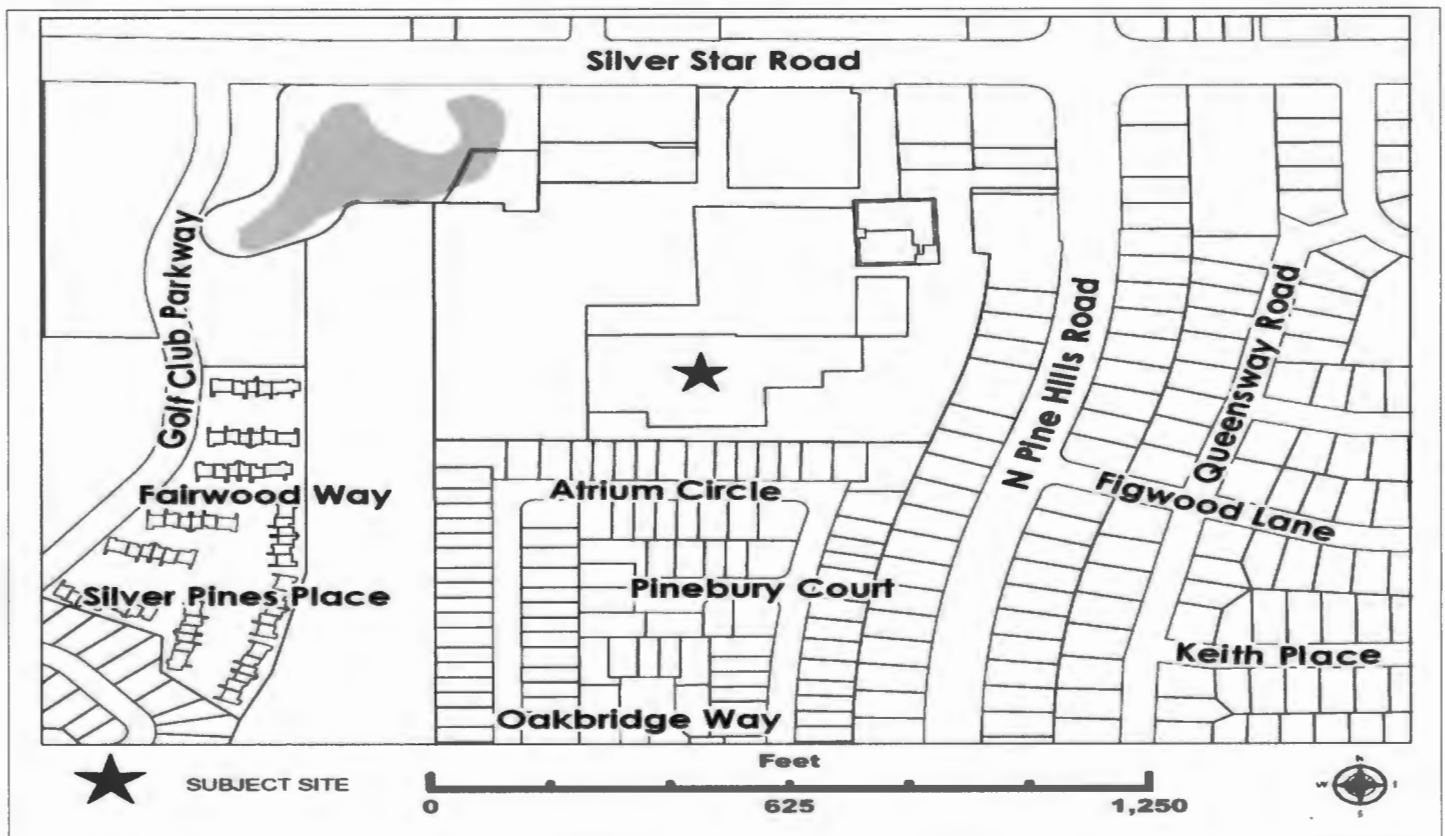 Silver Star Road
Golf Club Parkway
N Pine Hills Road
Queensway Road
Fairwood Way
Atrium Circle
Figwood Lane
Silver Pines Place
Pinebury Court
Keith Place
Oakbridge Way
SUBJECT SITE
Feet
0 625 1,250
W
S